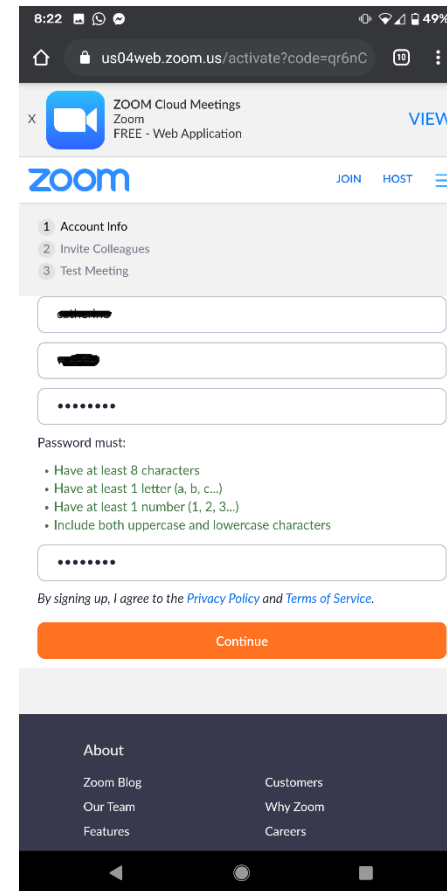 8:22
49%
us04web.zoom.us/activate?code=qr6nC
10
X
ZOOM Cloud Meetings
Zoom
FREE - Web Application
VIEW
zoom
JOIN HOST
1 Account Info
2 Invite Colleagues
3 Test Meeting
••••••••
Password must:
• Have at least 8 characters
• Have at least 1 letter (a, b, c...)
• Have at least 1 number (1, 2, 3...)
• Include both uppercase and lowercase characters
••••••••
By signing up, I agree to the Privacy Policy and Terms of Service.
Continue
About
Zoom Blog Customers
Our Team Why Zoom
Features Careers